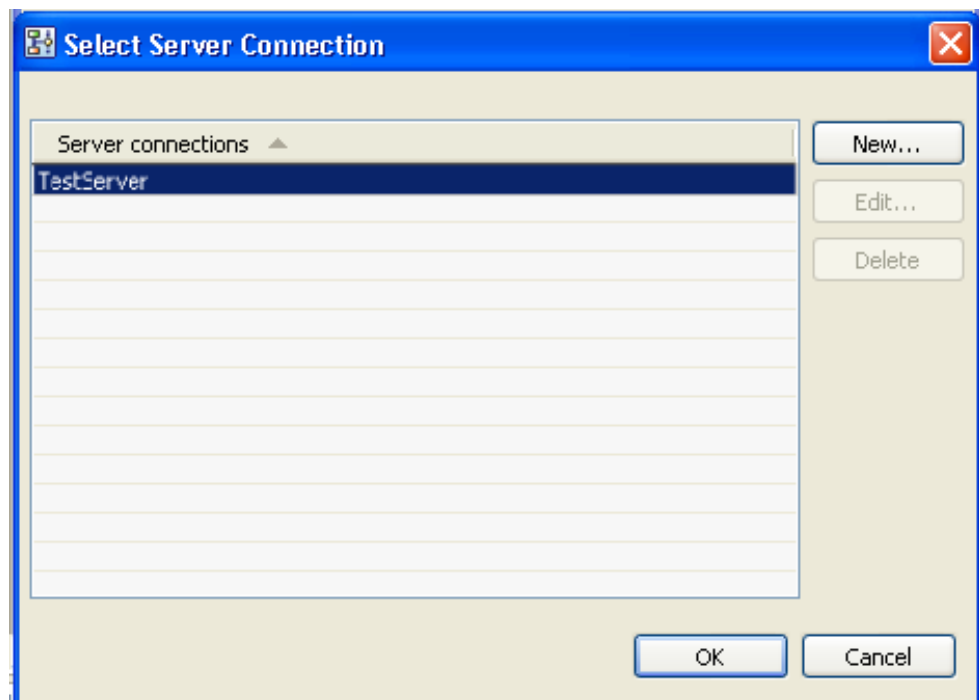 Select Server Connection
Server connections
New...
TestServer
Edit...
Delete
OK
Cancel